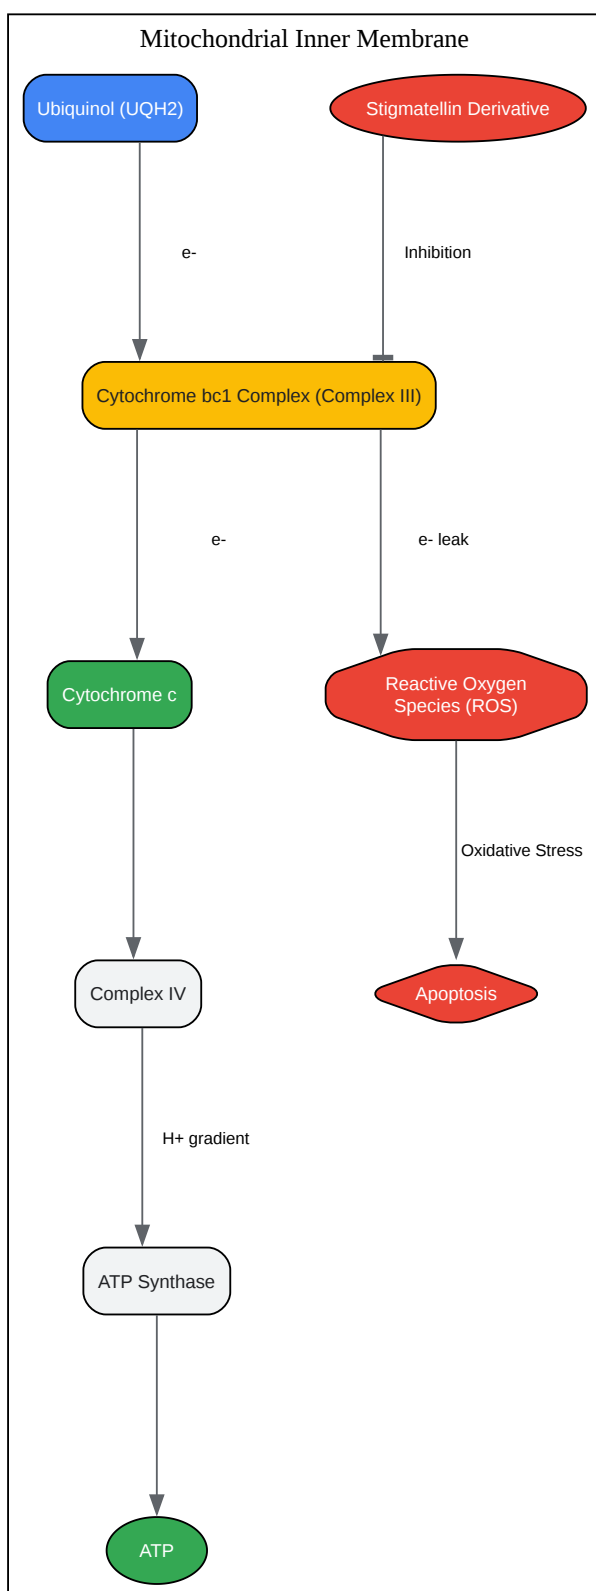 Mitochondrial Inner Membrane
Ubiquinol (UQH2)
Stigmatellin Derivative
e-
Inhibition
Cytochrome bc1 Complex (Complex III)
e-
e- leak
Cytochrome c
Reactive Oxygen
Species (ROS)
Oxidative Stress
Complex IV
Apoptosis
H+ gradient
ATP Synthase
ATP